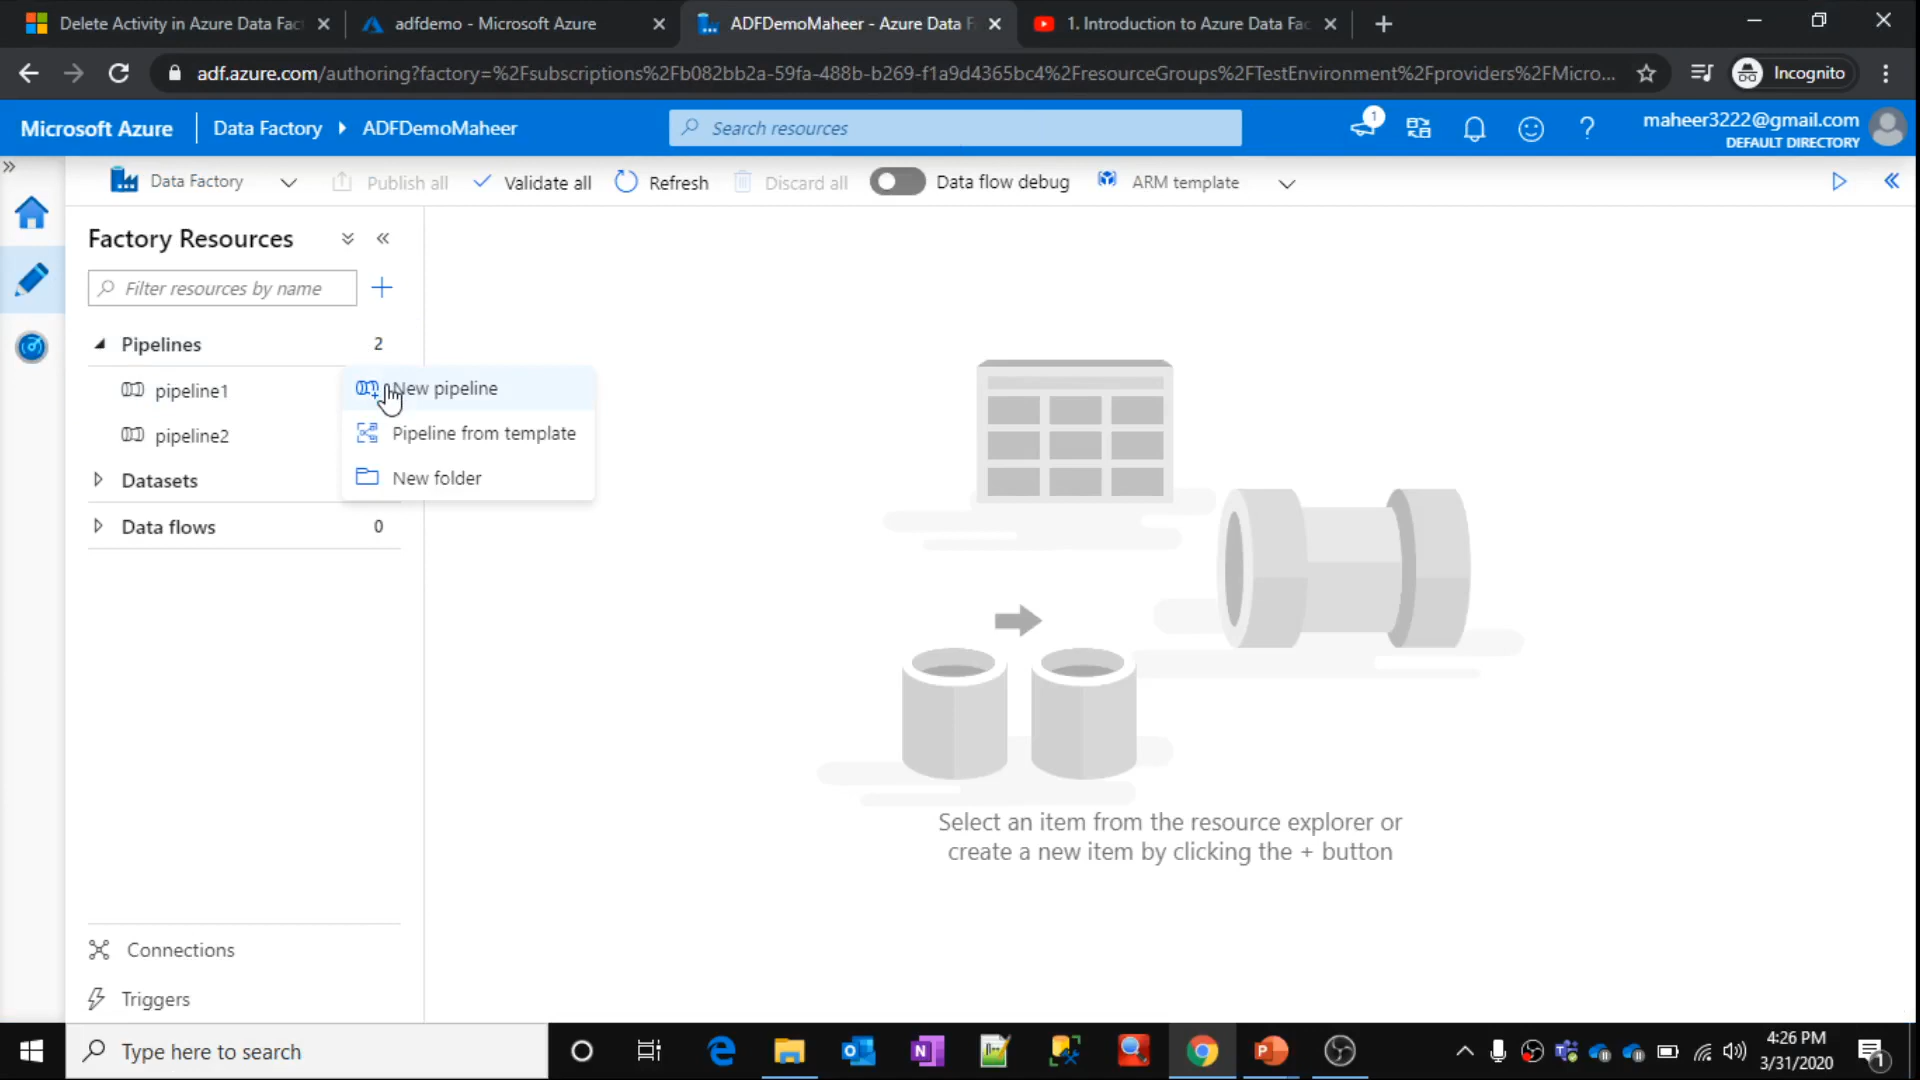 Delete Activity in Azure Data Fac
adfdemo - Microsoft Azure
ADFDemoMaheer - Azure Data F
1. Introduction to Azure Data Fac
adf.azure.com/authoring?factory=%2Fsubscriptions%2Fb082bb2a-59fa-488b-b269-f1a9d4365bc4%2FresourceGroups%2FTestEnvironment%2Fproviders%2FMicro...
Incognito
Microsoft Azure
Data Factory
ADFDemoMaheer
Search resources
1
maheer3222@gmail.com
DEFAULT DIRECTORY
Data Factory
Publish all
Validate all
Refresh
Discard all
Data flow debug
ARM template
Factory Resources
Filter resources by name
Pipelines 2
pipeline1
pipeline2
Datasets
Data flows 0
New pipeline
Pipeline from template
New folder
Select an item from the resource explorer or
create a new item by clicking the + button
Connections
Triggers
Type here to search
4:26 PM
3/31/2020
1